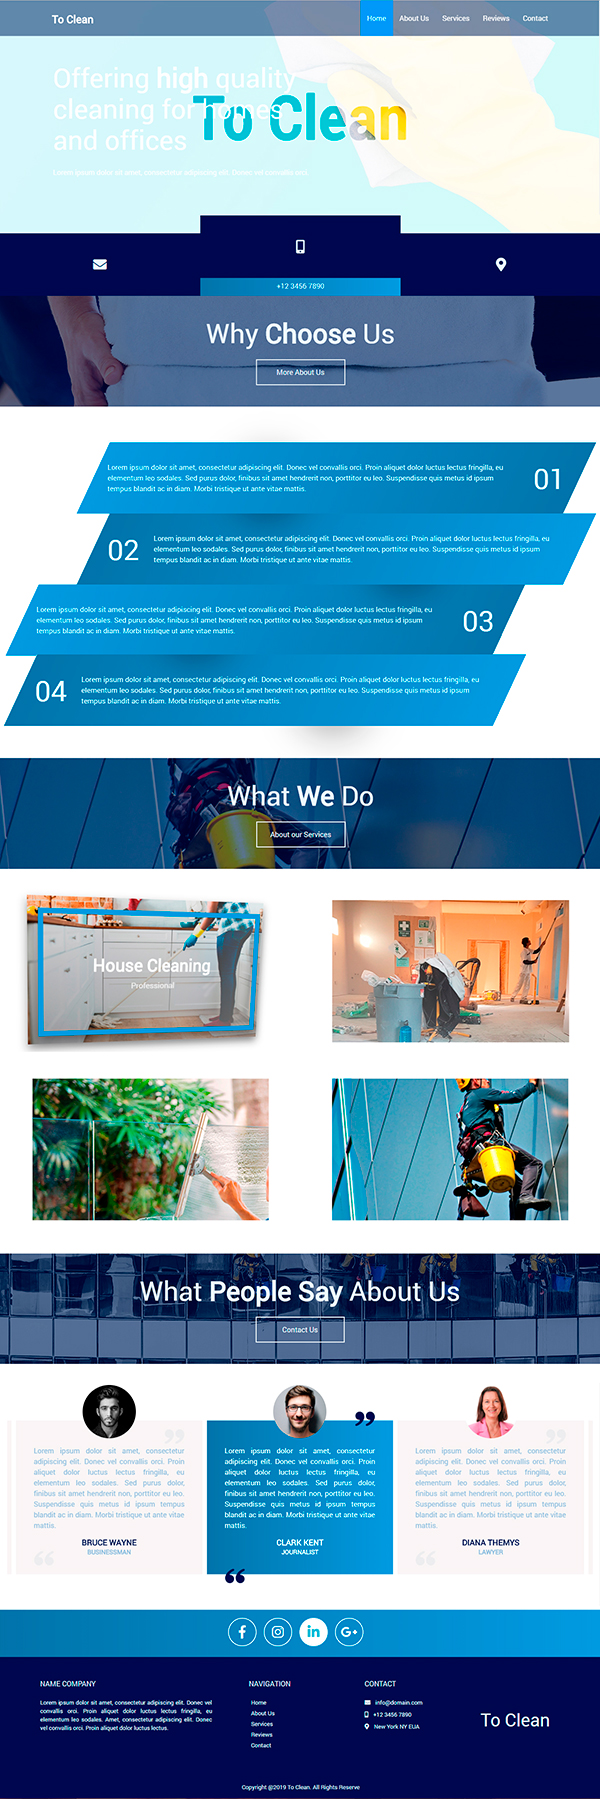 To Clean
Home About Us Services Reviews Contact
Offering high quality
cleaning for homes
and offices
To Clean
Lorem ipsum dolor sit amet, consectetur adipiscing elit. Donec vel convallis orci.
+12 3456 7890
Why Choose Us
More About Us
Lorem ipsum dolor sit amet, consectetur adipiscing elit. Donec vel convallis orci. Proin aliquet dolor luctus lectus fringilla, eu
elementum leo sodales. Sed purus dolor, finibus sit amet hendrerit non, porttitor eu leo. Suspendisse quis metus id ipsum
tempus blandit ac in diam. Morbi tristique ut ante vitae mattis.
01
02
Lorem ipsum dolor sit amet, consectetur adipiscing elit. Donec vel convallis orci. Proin aliquet dolor luctus lectus fringilla, eu
elementum leo sodales. Sed purus dolor, finibus sit amet hendrerit non, porttitor eu leo. Suspendisse quis metus id ipsum
tempus blandit ac in diam. Morbi tristique ut ante vitae mattis.
Lorem ipsum dolor sit amet, consectetur adipiscing elit. Donec vel convallis orci. Proin aliquet dolor luctus lectus fringilla, eu
elementum leo sodales. Sed purus dolor, finibus sit amet hendrerit non, porttitor eu leo. Suspendisse quis metus id ipsum
tempus blandit ac in diam. Morbi tristique ut ante vitae mattis.
03
04
Lorem ipsum dolor sit amet, consectetur adipiscing elit. Donec vel convallis orci. Proin aliquet dolor luctus lectus fringilla, eu
elementum leo sodales. Sed purus dolor, finibus sit amet hendrerit non, porttitor eu leo. Suspendisse quis metus id ipsum
tempus blandit ac in diam. Morbi tristique ut ante vitae mattis.
What We Do
About our Services
House Cleaning
Professional
What People Say About Us
Contact Us
Lorem ipsum dolor sit amet, consectetur
adipiscing elit. Donec vel convallis orci. Proin
aliquet dolor luctus lectus fringilla, eu
elementum leo sodales. Sed purus dolor,
finibus sit amet hendrerit non, porttitor eu leo.
Suspendisse quis metus id ipsum tempus
blandit ac in diam. Morbi tristique ut ante vitae
mattis.
BRUCE WAYNE
BUSINESSMAN
Lorem ipsum dolor sit amet, consectetur
adipiscing elit. Donec vel convallis orci. Proin
aliquet dolor luctus lectus fringilla, eu
elementum leo sodales. Sed purus dolor,
finibus sit amet hendrerit non, porttitor eu leo.
Suspendisse quis metus id ipsum tempus
blandit ac in diam. Morbi tristique ut ante vitae
mattis.
CLARK KENT
JOURNALIST
Lorem ipsum dolor sit amet, consectetur
adipiscing elit. Donec vel convallis orci. Proin
aliquet dolor luctus lectus fringilla, eu
elementum leo sodales. Sed purus dolor,
finibus sit amet hendrerit non, porttitor eu leo.
Suspendisse quis metus id ipsum tempus
blandit ac in diam. Morbi tristique ut ante vitae
mattis.
DIANA THEMYS
LAWYER
NAME COMPANY
Lorem ipsum dolor sit amet, consectetur adipiscing elit
Lorem ipsum dolor sit amet, consectetur adipiscing elit. Donec
vel convallis orci. Proin aliquet dolor luctus lectus.
NAVIGATION
Home
About Us
Services
Reviews
Contact
CONTACT
info@domain.com
+12 3456 7890
New York NY EUA
To Clean
Copyright @2019 To Clean. All Rights Reserve